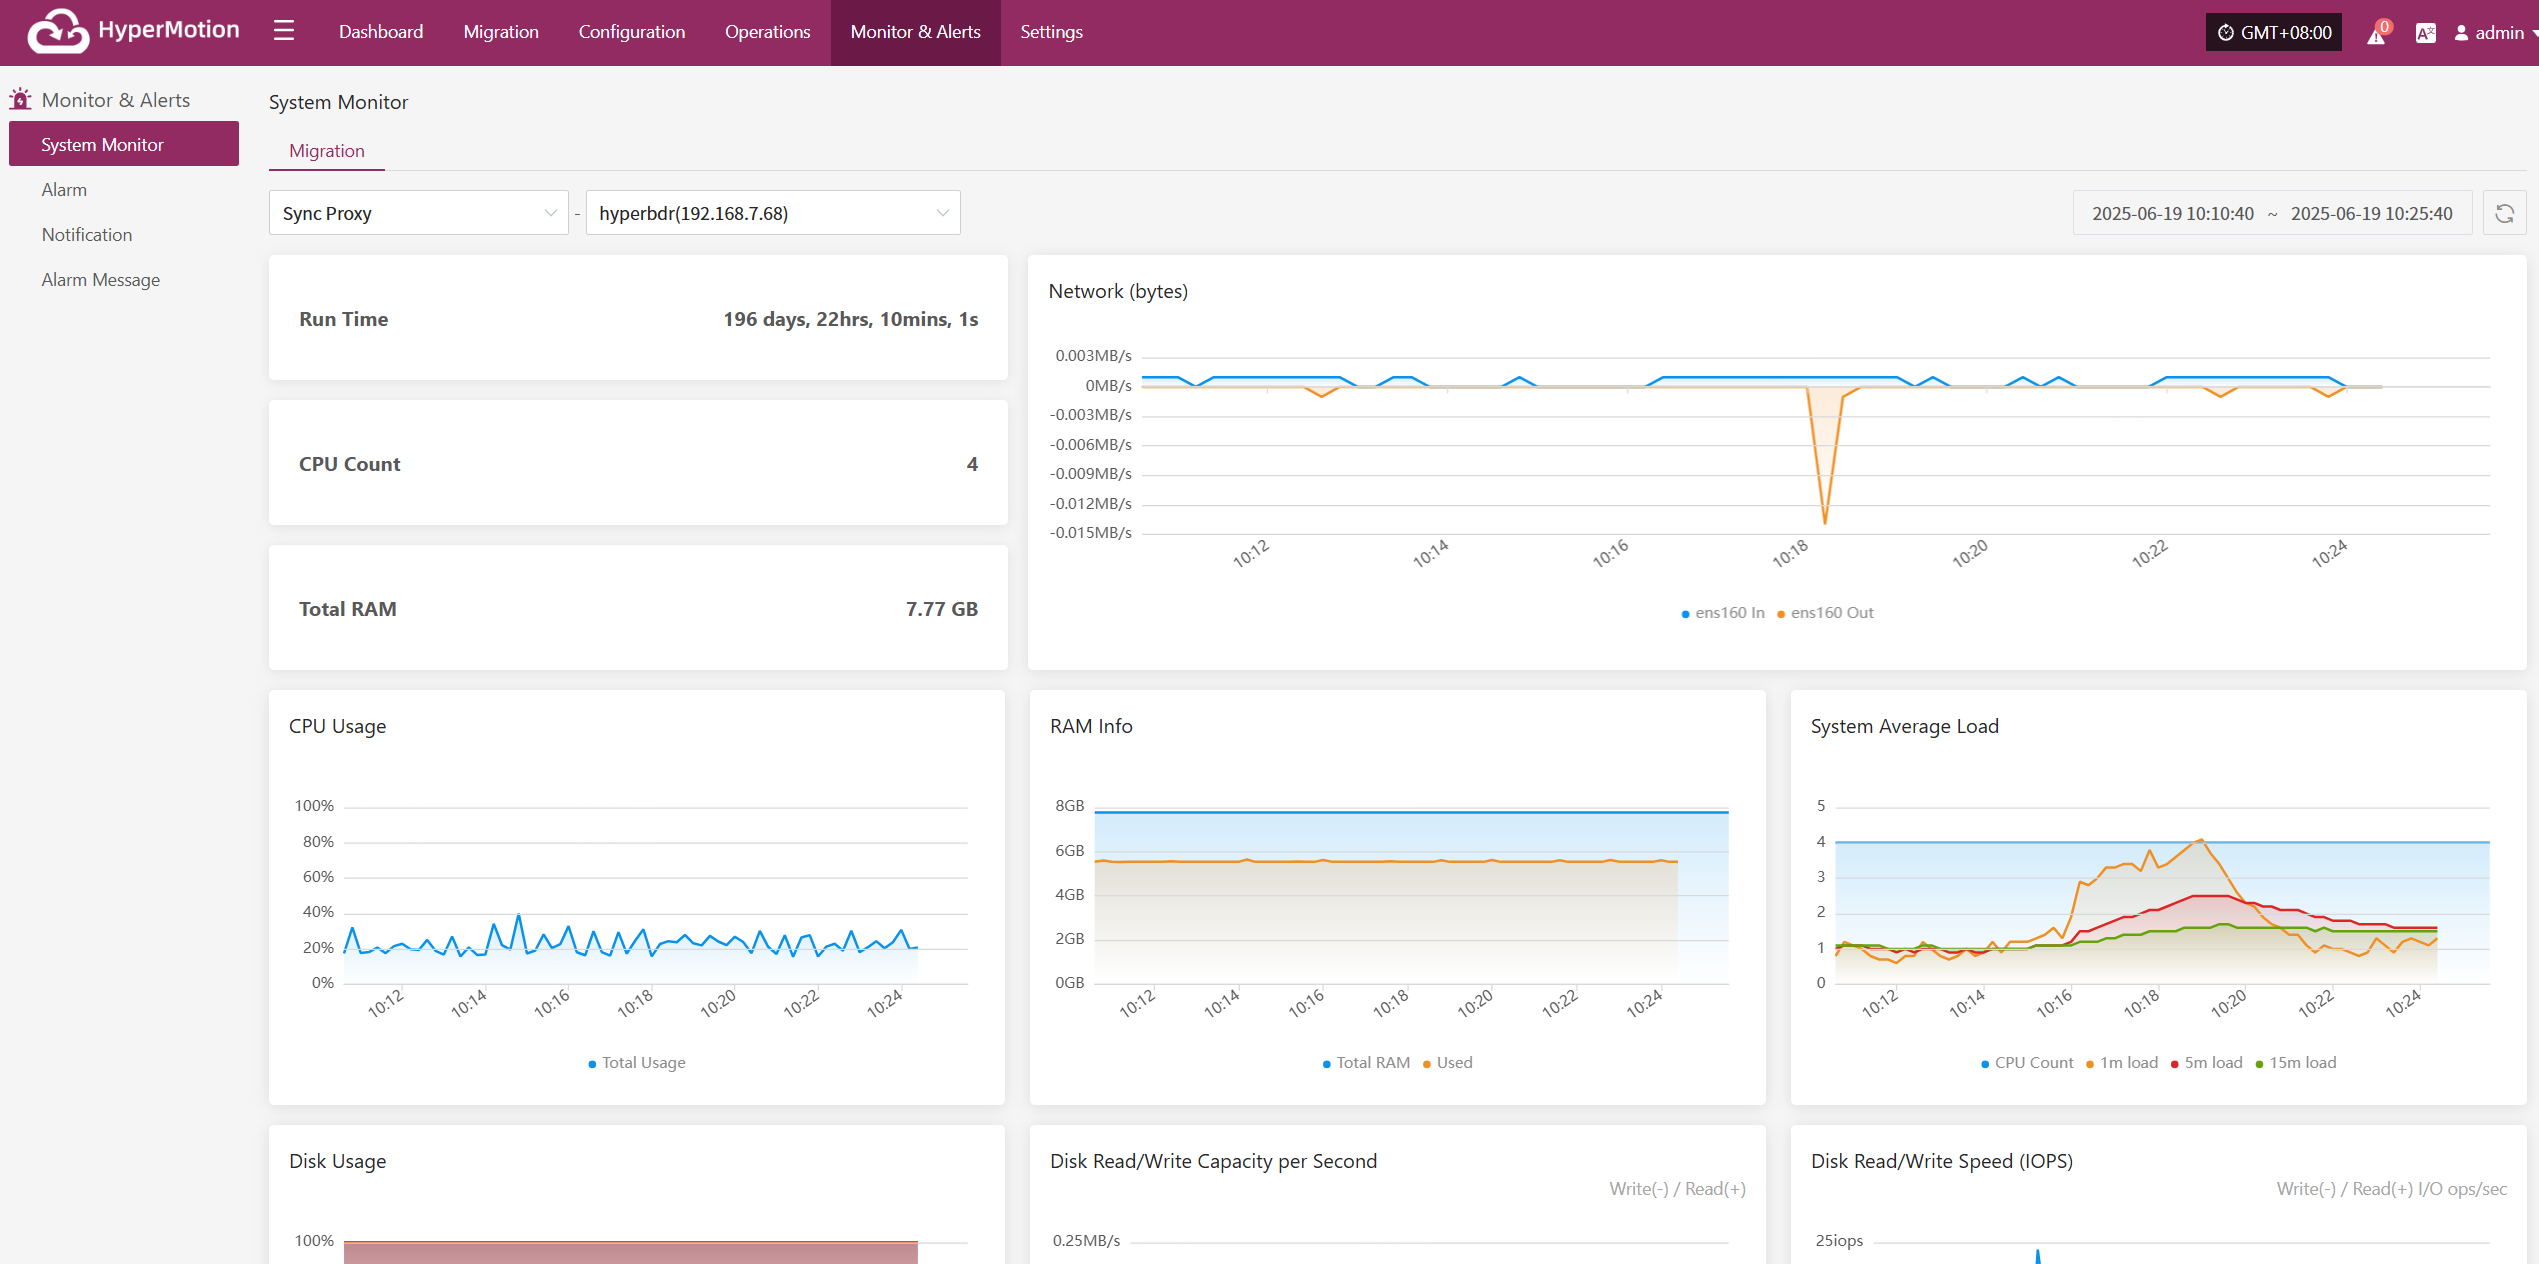 HyperMotion
Dashboard
Migration
Configuration
Operations
Monitor & Alerts
Settings
GMT+08:00
0
admin
Monitor & Alerts
System Monitor
Alarm
Notification
Alarm Message
System Monitor
Migration
Sync Proxy
-
hyperbdr(192.168.7.68)
2025-06-19 10:10:40 ~ 2025-06-19 10:25:40
Run Time
196 days, 22hrs, 10mins, 1s
CPU Count
4
Total RAM
7.77 GB
Network (bytes)
0.003MB/s
0MB/s
-0.003MB/s
-0.006MB/s
-0.009MB/s
-0.012MB/s
-0.015MB/s
10:12
10:14
10:16
10:18
10:20
10:22
10:24
ens160 In
ens160 Out
CPU Usage
100%
80%
60%
40%
20%
0%
10:12
10:14
10:16
10:18
10:20
10:22
10:24
Total Usage
RAM Info
8GB
6GB
4GB
2GB
0GB
10:12
10:14
10:16
10:18
10:20
10:22
10:24
Total RAM
Used
System Average Load
5
4
3
2
1
0
10:12
10:14
10:16
10:18
10:20
10:22
10:24
CPU Count
1m load
5m load
15m load
Disk Usage
100%
Disk Read/Write Capacity per Second
Write(-) / Read(+)
0.25MB/s
Disk Read/Write Speed (IOPS)
Write(-) / Read(+) I/O ops/sec
25iops